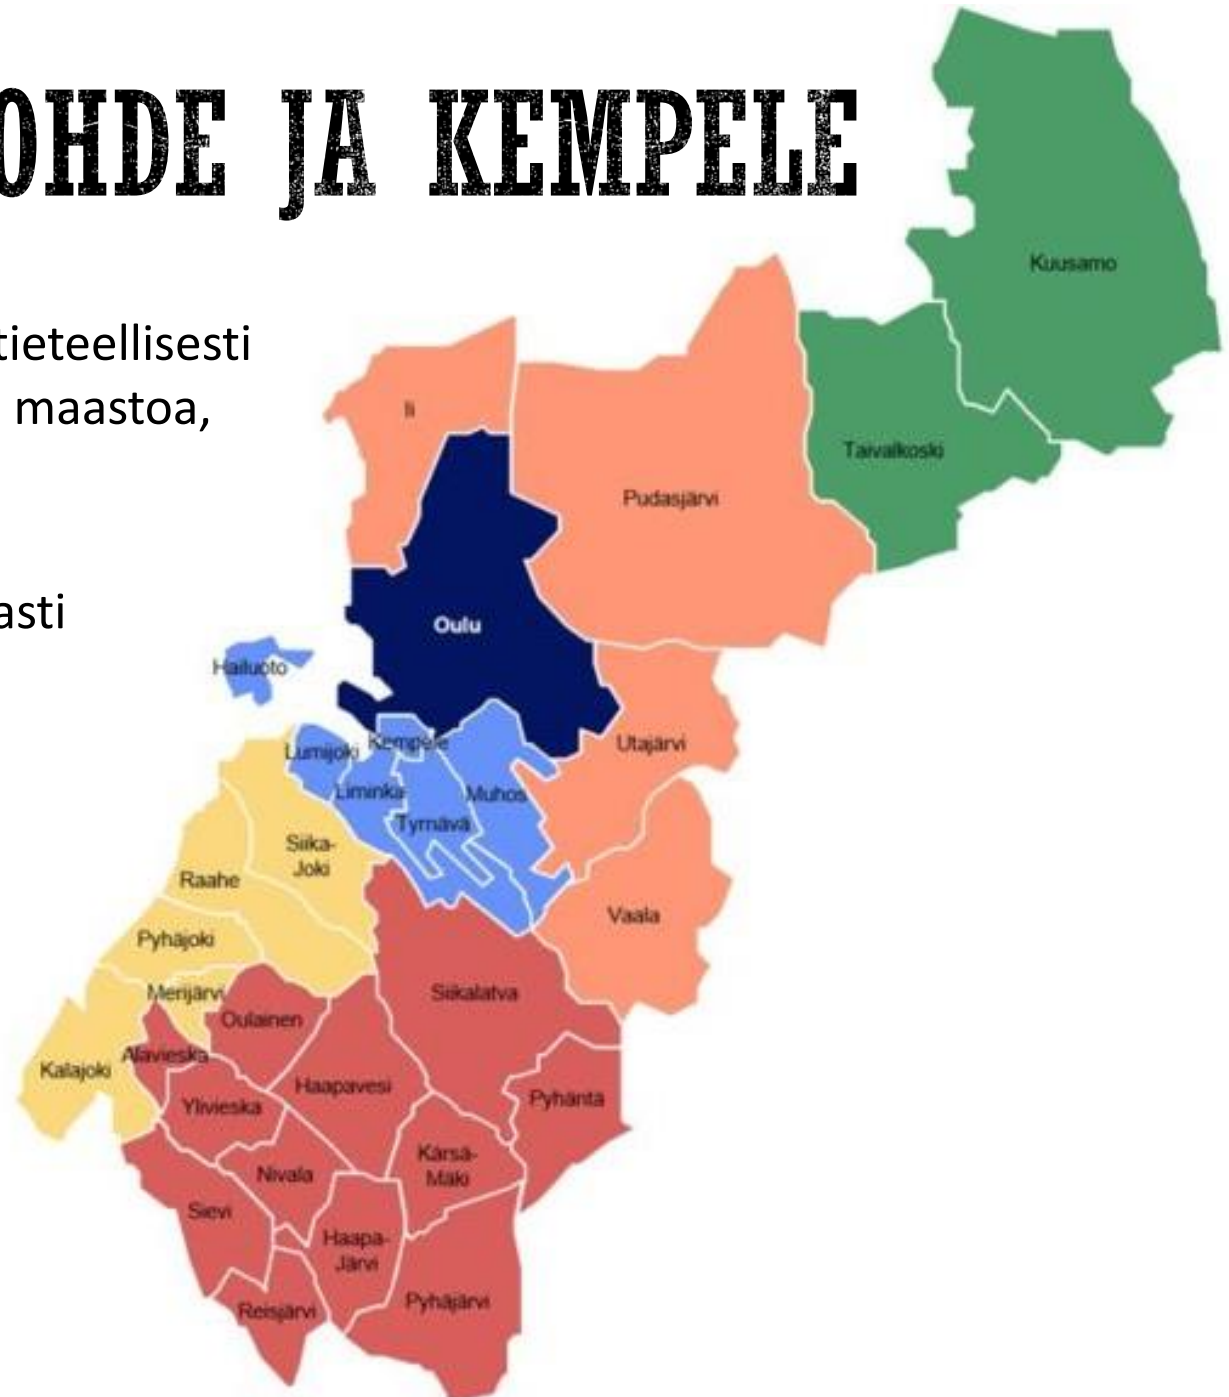 OHDE JA KEMPELE
tieteellisesti
maastoa,
asti
Kuusamo
Ii
Taivalkoski
Pudasjärvi
Oulu
Hailuoto
Lumijoki
Kempele
Utajärvi
Liminka
Muhos
Tyrnävä
Siika-
Joki
Raahe
Vaala
Pyhäjoki
Merijärvi
Siikalatva
Oulainen
Alavieska
Kalajoki
Haapavesi
Pyhäntä
Ylivieska
Kärsä-
Mäki
Nivala
Sievi
Haapa-
Järvi
Pyhäjärvi
Reisjärvi